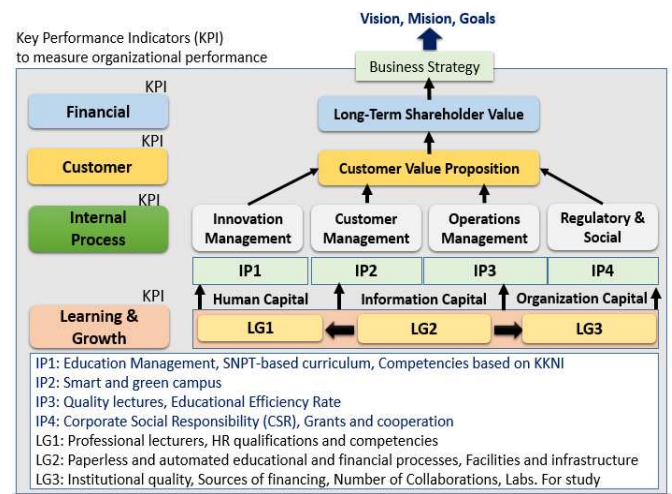 Vision, Mision, Goals
Key Performance Indicators (KPI)
to measure organizational performance
Business Strategy
KPI
Financial
Long-Term Shareholder Value
KPI
Customer
Customer Value Proposition
KPI
Internal
Process
Innovation
Management
Customer
Management
Operations
Management
Regulatory &
Social
IP1
IP2
IP3
IP4
KPI
Human Capital
Information Capital
Organization Capital
Learning &
Growth
LG1
LG2
LG3
IP1: Education Management, SNPT-based curriculum, Competencies based on KKNI
IP2: Smart and green campus
IP3: Quality lectures, Educational Efficiency Rate
IP4: Corporate Social Responsibility (CSR), Grants and cooperation
LG1: Professional lecturers, HR qualifications and competencies
LG2: Paperless and automated educational and financial processes, Facilities and infrastructure
LG3: Institutional quality, Sources of financing, Number of Collaborations, Labs. For study